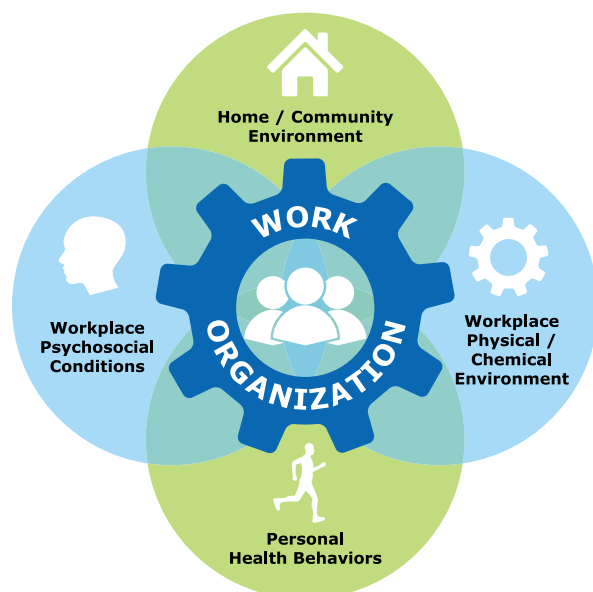 Home / Community
Environment
WORK
ORGANIZATION
Workplace
Psychosocial
Conditions
Workplace
Physical /
Chemical
Environment
Personal
Health Behaviors